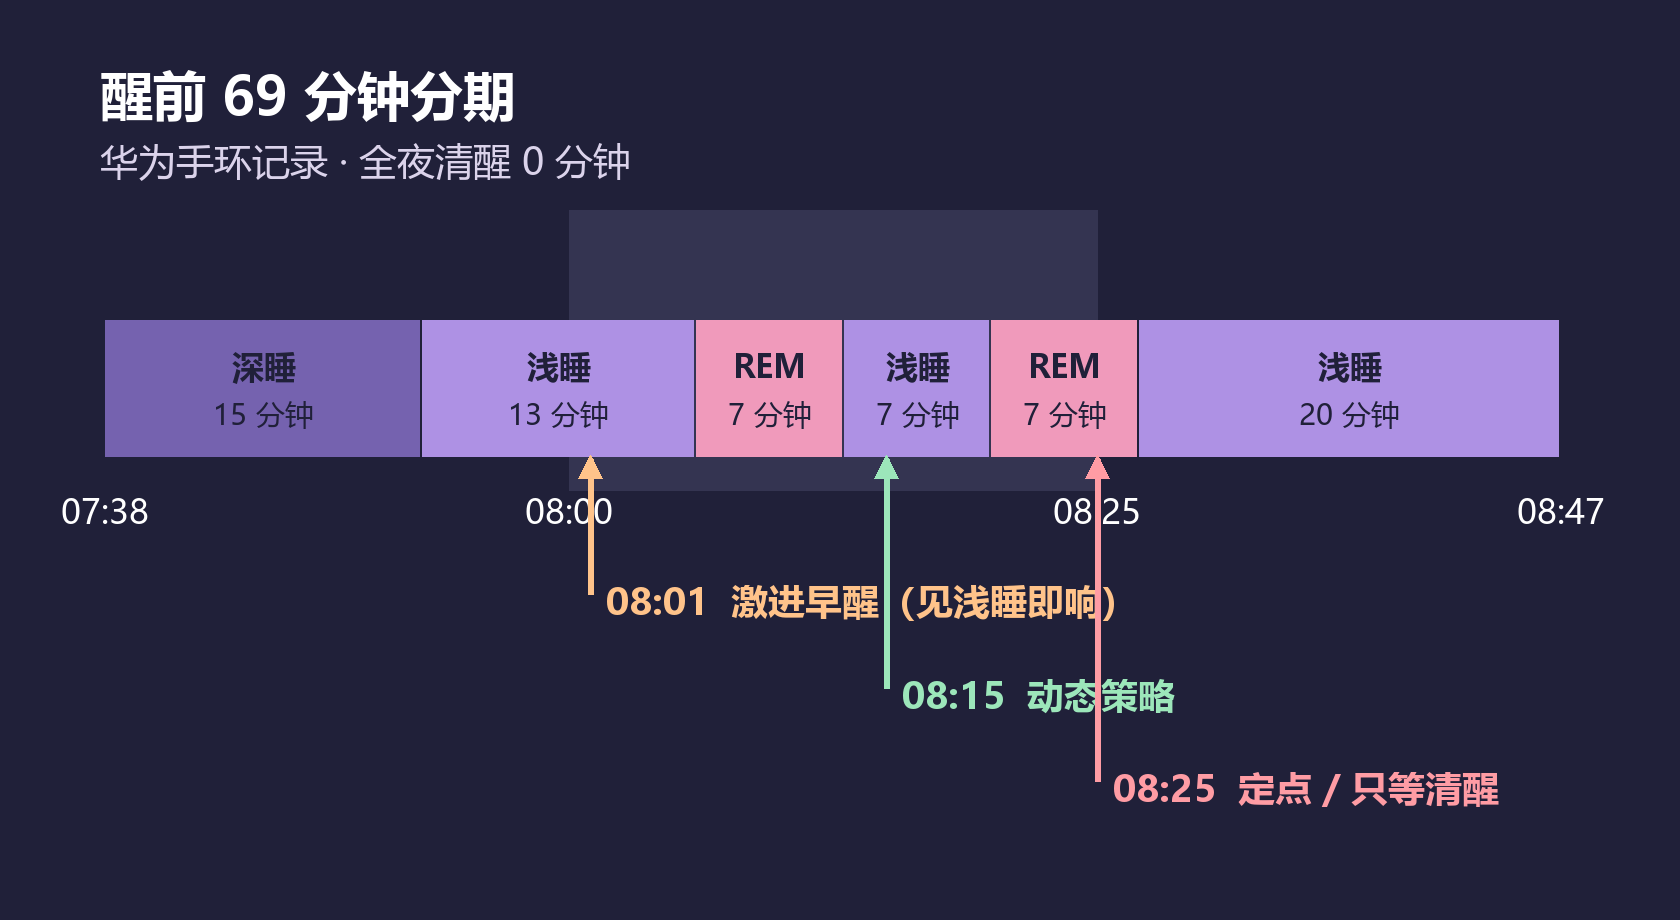 醒前 69 分钟分期
华为手环记录 · 全夜清醒 0 分钟
深睡
15 分钟
浅睡
13 分钟
REM
7 分钟
浅睡
7 分钟
REM
7 分钟
浅睡
20 分钟
07:38
08:00
08:25
08:47
08:01 激进早醒（见浅睡即响）
08:15 动态策略
08:25 定点 / 只等清醒